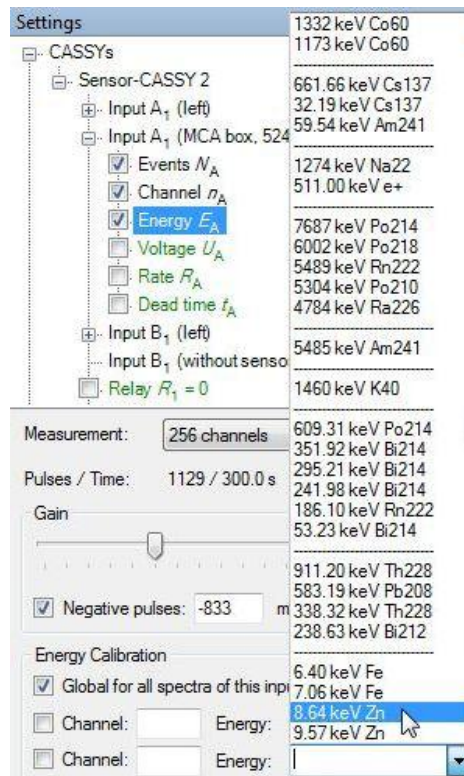 Settings
CASSYs
Sensor-CASSY 2
Input A1 (left)
Input A1 (MCA box, 524
Events NA
Channel nA
Energy EA
Voltage UA
Rate RA
Dead time tA
Input B1 (left)
Input B1 (without senso
Relay R1 = 0
Measurement: 256 channels
Pulses / Time: 1129 / 300.0 s
Gain
Negative pulses: -833 m
Energy Calibration
Global for all spectra of this inp
Channel: Energy:
Channel: Energy:
1332 keV Co60
1173 keV Co60
661.66 keV Cs137
32.19 keV Cs137
59.54 keV Am241
1274 keV Na22
511.00 keV e+
7687 keV Po214
6002 keV Po218
5489 keV Rn222
5304 keV Po210
4784 keV Ra226
5485 keV Am241
1460 keV K40
609.31 keV Po214
351.92 keV Bi214
295.21 keV Bi214
241.98 keV Bi214
186.10 keV Rn222
53.23 keV Bi214
911.20 keV Th228
583.19 keV Pb208
338.32 keV Th228
238.63 keV Bi212
6.40 keV Fe
7.06 keV Fe
8.64 keV Zn
9.57 keV Zn